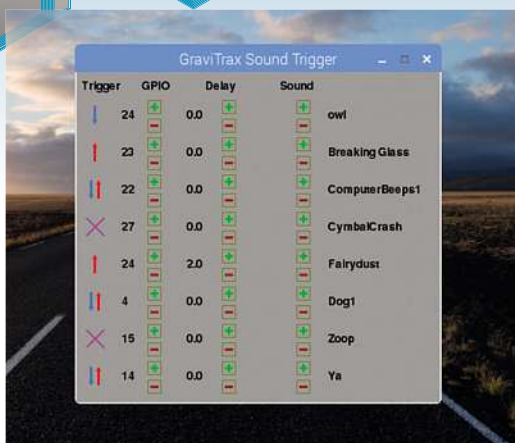 GraviTrax Sound Trigger
Trigger GPIO Delay Sound
24 0.0 owl
23 0.0 Breaking Glass
22 0.0 ComputerBeeps1
27 0.0 CymbalCrash
24 2.0 Fairydust
4 0.0 Dog1
15 0.0 Zoop
14 0.0 Ya